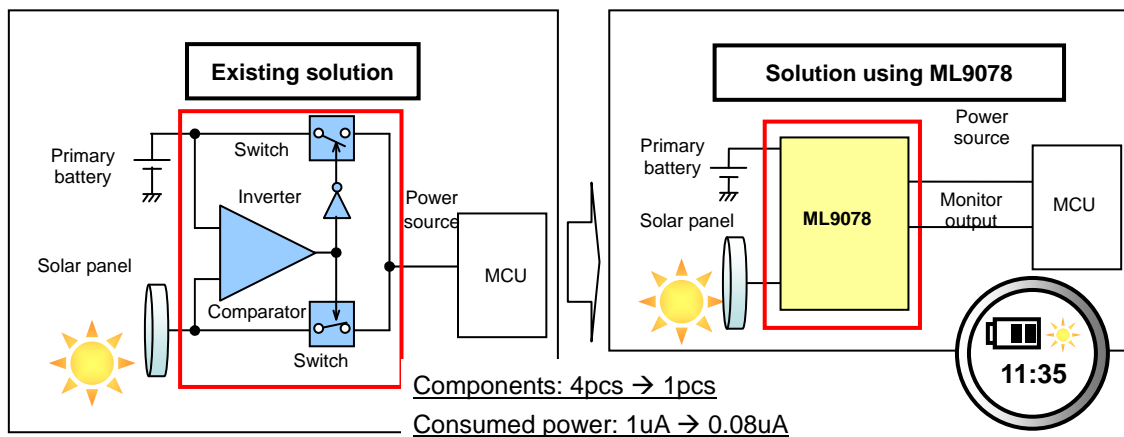 Existing solution
Primary
battery
Switch
Inverter
Power
source
Solar panel
Comparator
Switch
MCU
Components: 4pcs → 1pcs
Consumed power: 1uA → 0.08uA
Solution using ML9078
Power
source
Primary
battery
ML9078
Monitor
output
MCU
Solar panel
11:35